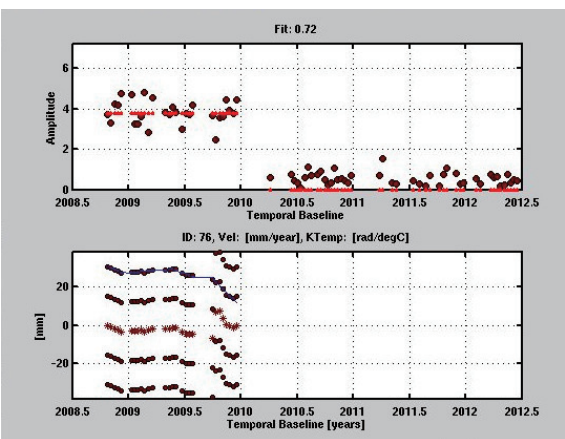 Fit: 0.72
Amplitude
6
4
2
0
2008.5 2009 2009.5 2010 2010.5 2011 2011.5 2012 2012.5
Temporal Baseline
ID: 76, Vel: [mm/year], KTemp: [rad/degC]
[mm]
20
0
-20
2008.5 2009 2009.5 2010 2010.5 2011 2011.5 2012 2012.5
Temporal Baseline [years]